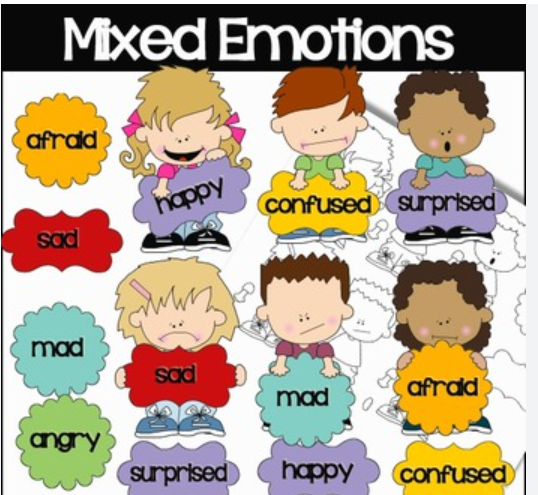 Mixed Emotions
afraid
happy
confused
surprised
sad
mad
sad
mad
afraid
angry
surprised
happy
confused